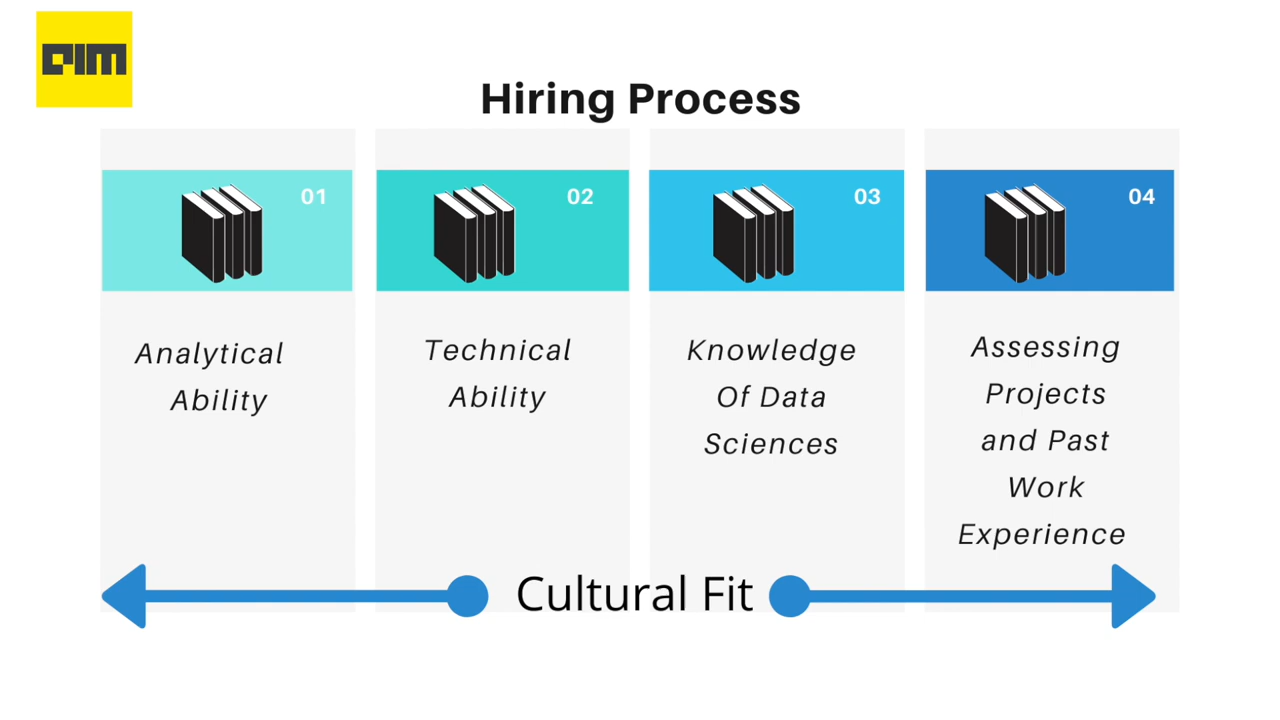 AIM
Hiring Process
01
02
03
04
Analytical
Ability
Technical
Ability
Knowledge
Of Data
Sciences
Assessing
Projects
and Past
Work
Experience
Cultural Fit